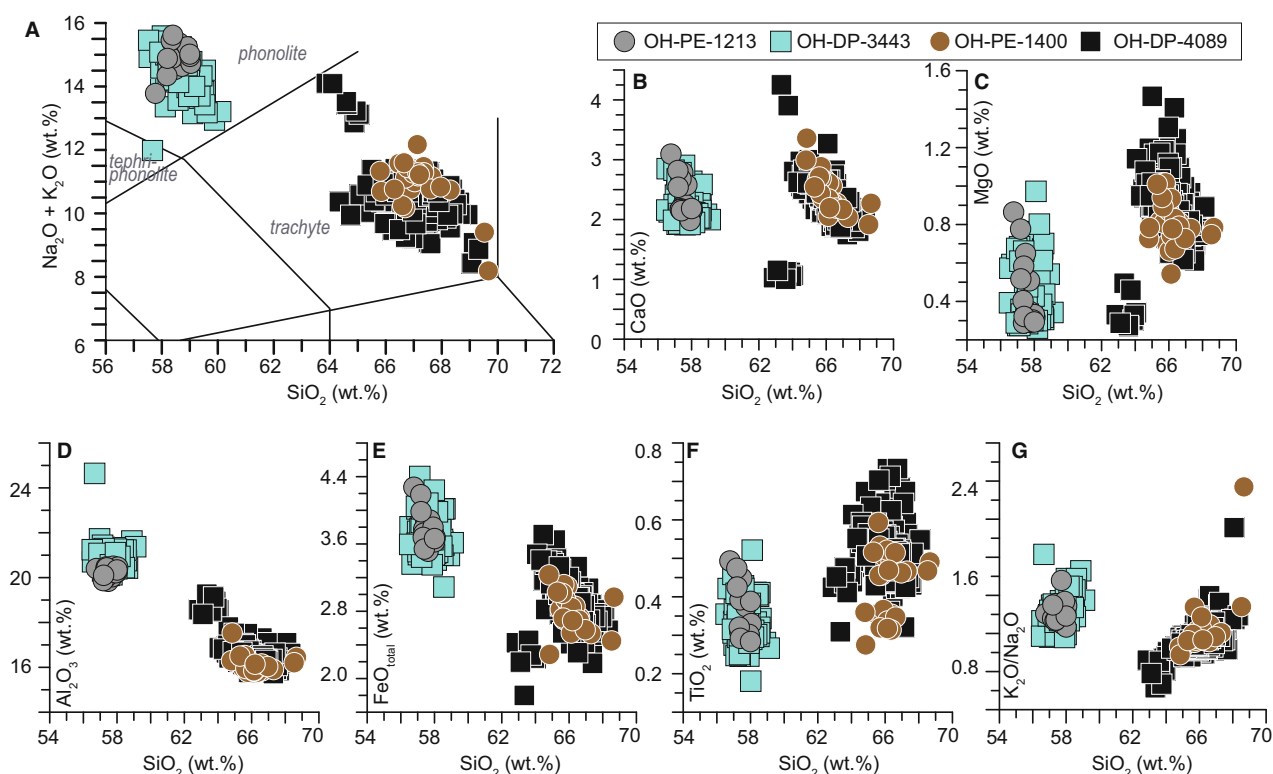 A
16
14
12
10
8
6
4
2
0
Na₂O + K₂O (wt.%)
phonolite
tephri-
phonolite
trachyte
56 58 60 62 64 66 68 70 72
SiO₂ (wt.%)
OH-PE-1213 OH-DP-3443 OH-PE-1400 OH-DP-4089
B
4
3
2
1
0
CaO (wt.%)
54 58 62 66 70
SiO₂ (wt.%)
C
1.6
1.2
0.8
0.4
MgO (wt.%)
54 58 62 66 70
SiO₂ (wt.%)
D
24
20
16
Al₂O₃ (wt.%)
54 58 62 66 70
SiO₂ (wt.%)
E
4.4
3.6
2.8
2.0
FeO total (wt.%)
54 58 62 66 70
SiO₂ (wt.%)
F
0.8
0.6
0.4
0.2
TiO₂ (wt.%)
54 58 62 66 70
SiO₂ (wt.%)
G
2.4
1.6
0.8
K₂O/Na₂O
54 58 62 66 70
SiO₂ (wt.%)